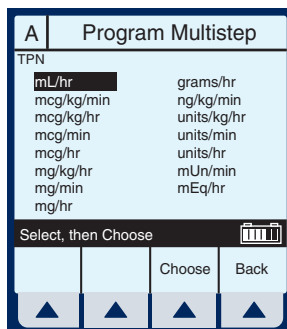 A Program Multistep
TPN
mL/hr grams/hr
mcg/kg/min ng/kg/min
mcg/kg/hr units/kg/hr
mcg/min units/min
mcg/hr units/hr
mg/kg/hr mUn/min
mg/min mEq/hr
mg/hr
Select, then Choose
Choose Back